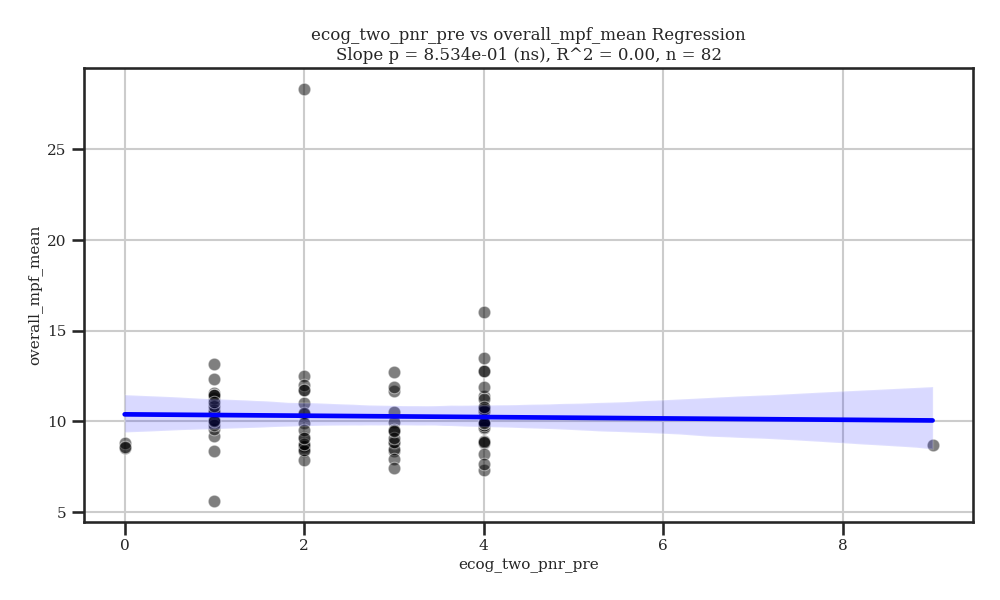 ecog_two_pnr_pre vs overall_mpf_mean Regression
Slope p = 8.534e-01 (ns), R^2 = 0.00, n = 82
overall_mpf_mean
25
20
15
10
5
0
2
4
6
8
ecog_two_pnr_pre